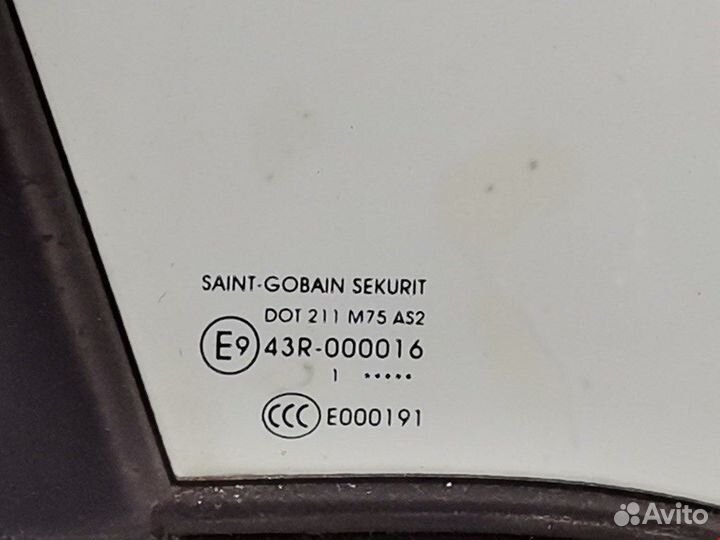 SAINT-GOBAIN SEKURIT
DOT 211 M75 AS2
E9 43R-000016
1 .....
CCC E000191
Avito